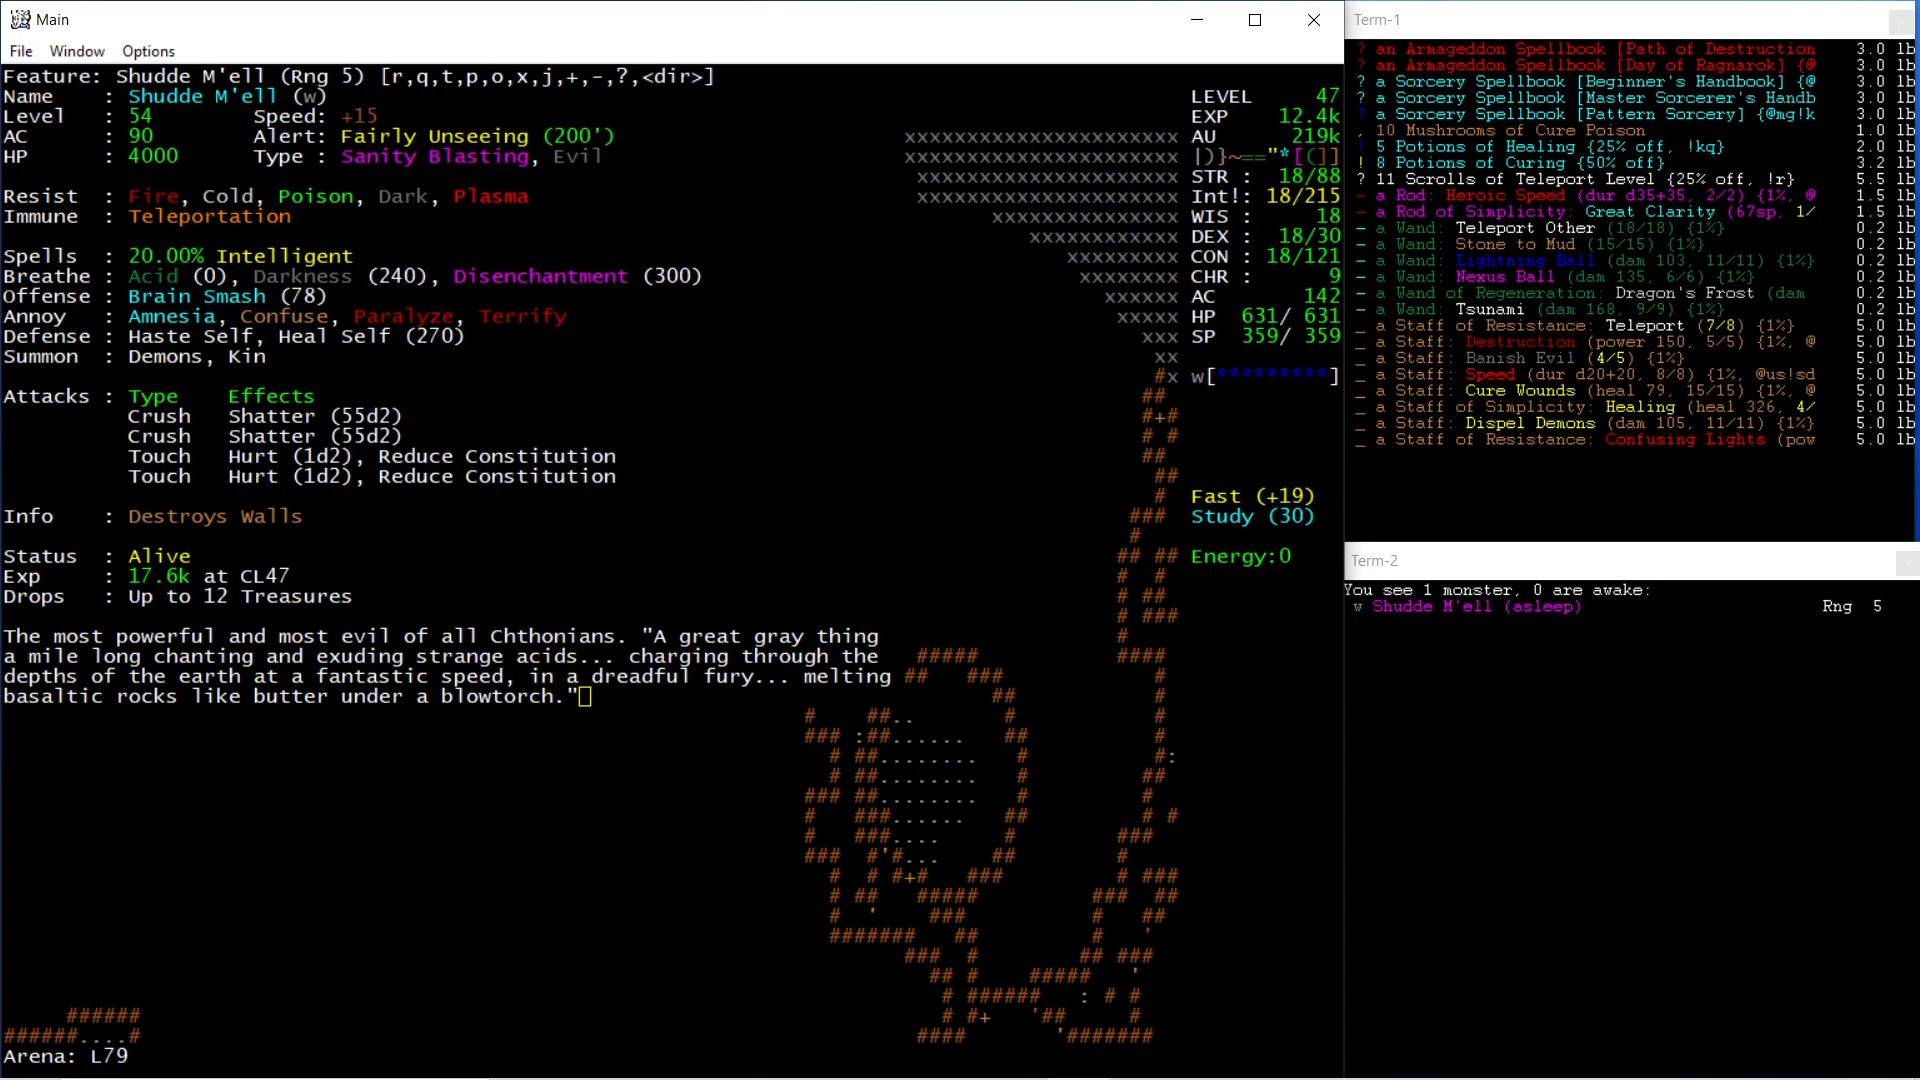 Main
File Window Options
Feature: Shudde M'ell (Rng 5) [r,q,t,p,o,x,j,+,-,?,<dir>]
Name : Shudde M'ell (w)
Level : 54 Speed: +15
AC : 90 Alert: Fairly Unseeing (200')
HP : 4000 Type : Sanity Blasting, Evil
Resist : Fire, Cold, Poison, Dark, Plasma
Immune : Teleportation
Spells : 20.00% Intelligent
Breathe : Acid (0), Darkness (240), Disenchantment (300)
Offense : Brain Smash (78)
Annoy : Amnesia, Confuse, Paralyze, Terrify
Defense : Haste Self, Heal Self (270)
Summon : Demons, Kin
Attacks : Type Effects
Crush Shatter (55d2)
Crush Shatter (55d2)
Touch Hurt (1d2), Reduce Constitution
Touch Hurt (1d2), Reduce Constitution
Info : Destroys Walls
Status : Alive
Exp : 17.6k at CL47
Drops : Up to 12 Treasures
The most powerful and most evil of all Chthonians. "A great gray thing
a mile long chanting and exuding strange acids... charging through the
depths of the earth at a fantastic speed, in a dreadful fury... melting
basaltic rocks like butter under a blowtorch."
Arena: L79
LEVEL 47
EXP 12.4k
AU 219k
|)}~=="*[(]]
STR : 18/88
Int!: 18/215
WIS : 18
DEX : 18/30
CON : 18/121
CHR : 9
AC 142
HP 631/ 631
SP 359/ 359
w[*********]
Fast (+19)
Study (30)
Energy:0
Term-1
? an Armageddon Spellbook [Path of Destruction 3.0 lb
? an Armageddon Spellbook [Day of Ragnarok] {@ 3.0 lb
? a Sorcery Spellbook [Beginner's Handbook] {@ 3.0 lb
? a Sorcery Spellbook [Master Sorcerer's Handb 3.0 lb
? a Sorcery Spellbook [Pattern Sorcery] {@mg!k 3.0 lb
, 10 Mushrooms of Cure Poison 1.0 lb
! 5 Potions of Healing {25% off, !kq} 2.0 lb
! 8 Potions of Curing {50% off} 3.2 lb
? 11 Scrolls of Teleport Level {25% off, !r} 5.5 lb
- a Rod: Heroic Speed (dur d35+35, 2/2) {1%, @ 1.5 lb
- a Rod of Simplicity: Great Clarity (67sp, 1/ 1.5 lb
- a Wand: Teleport Other (18/18) {1%} 0.2 lb
- a Wand: Stone to Mud (15/15) {1%} 0.2 lb
- a Wand: Lightning Ball (dam 103, 11/11) {1%} 0.2 lb
- a Wand: Nexus Ball (dam 135, 6/6) {1%} 0.2 lb
- a Wand of Regeneration: Dragon's Frost (dam 0.2 lb
- a Wand: Tsunami (dam 168, 9/9) {1%} 0.2 lb
_ a Staff of Resistance: Teleport (7/8) {1%} 5.0 lb
_ a Staff: Destruction (power 150, 5/5) {1%, @ 5.0 lb
_ a Staff: Banish Evil (4/5) {1%} 5.0 lb
_ a Staff: Speed (dur d20+20, 8/8) {1%, @us!sd 5.0 lb
_ a Staff: Cure Wounds (heal 79, 15/15) {1%, @ 5.0 lb
_ a Staff of Simplicity: Healing (heal 326, 4/ 5.0 lb
_ a Staff: Dispel Demons (dam 105, 11/11) {1%} 5.0 lb
_ a Staff of Resistance: Confusing Lights (pow 5.0 lb
Term-2
You see 1 monster, 0 are awake:
w Shudde M'ell (asleep) Rng 5